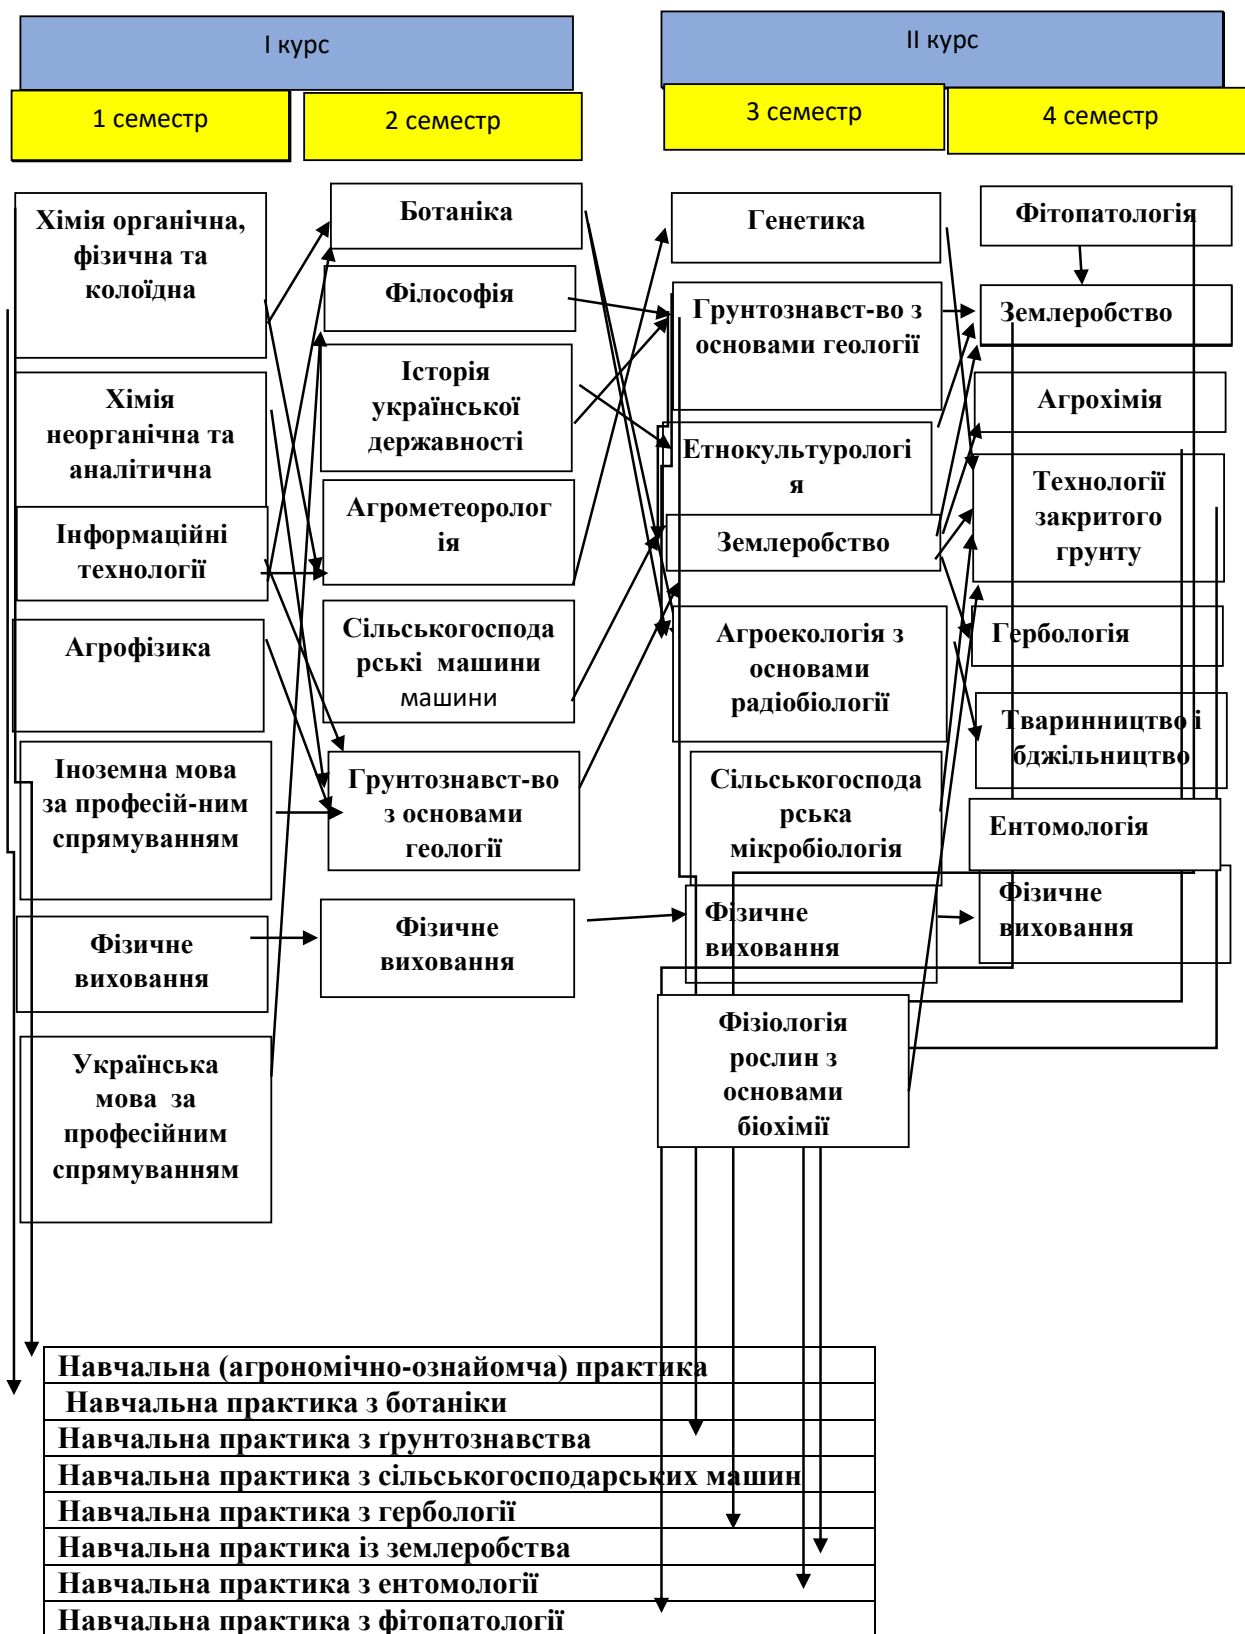 І курс
ІІ курс
1 семестр
2 семестр
3 семестр
4 семестр
Хімія органічна,
фізична та
колоїдна
Хімія
неорганічна та
аналітична
Інформаційні
технології
Агрофізика
Іноземна мова
за професій-ним
спрямуванням
Фізичне
виховання
Українська
мова за
професійним
спрямуванням
Ботаніка
Філософія
Історія
української
державності
Агрометеоролог
ія
Сільськогоспода
рські машини
машини
Грунтознавст-во
з основами
геології
Фізичне
виховання
Генетика
Грунтознавст-во з
основами геології
Етнокультурологі
я
Землеробство
Агроекологія з
основами
радіобіології
Сільськогоспода
рська
мікробіологія
Фізичне
виховання
Фізіологія
рослин з
основами
біохімії
Фітопатологія
Землеробство
Агрохімія
Технології
закритого
грунту
Гербологія
Тваринництво і
бджільництво
Ентомологія
Фізичне
виховання
Навчальна (агрономічно-ознайомча) практика
Навчальна практика з ботаніки
Навчальна практика з ґрунтознавства
Навчальна практика з сільськогосподарських машин
Навчальна практика з гербології
Навчальна практика із землеробства
Навчальна практика з ентомології
Навчальна практика з фітопатології